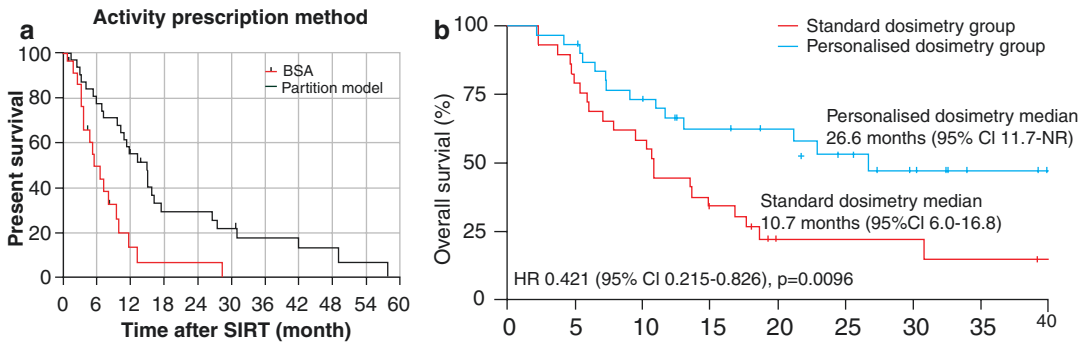 Activity prescription method
a
100
80
60
40
20
0
Present survival
BSA
Partition model
0 6 12 18 24 30 36 42 48 54 60
Time after SIRT (month)
b
100
75
50
25
0
Overall survial (%)
Standard dosimetry group
Personalised dosimetry group
Personalised dosimetry median
26.6 months (95% CI 11.7-NR)
Standard dosimetry median
10.7 months (95%CI 6.0-16.8)
HR 0.421 (95% CI 0.215-0.826), p=0.0096
0 5 10 15 20 25 30 35 40